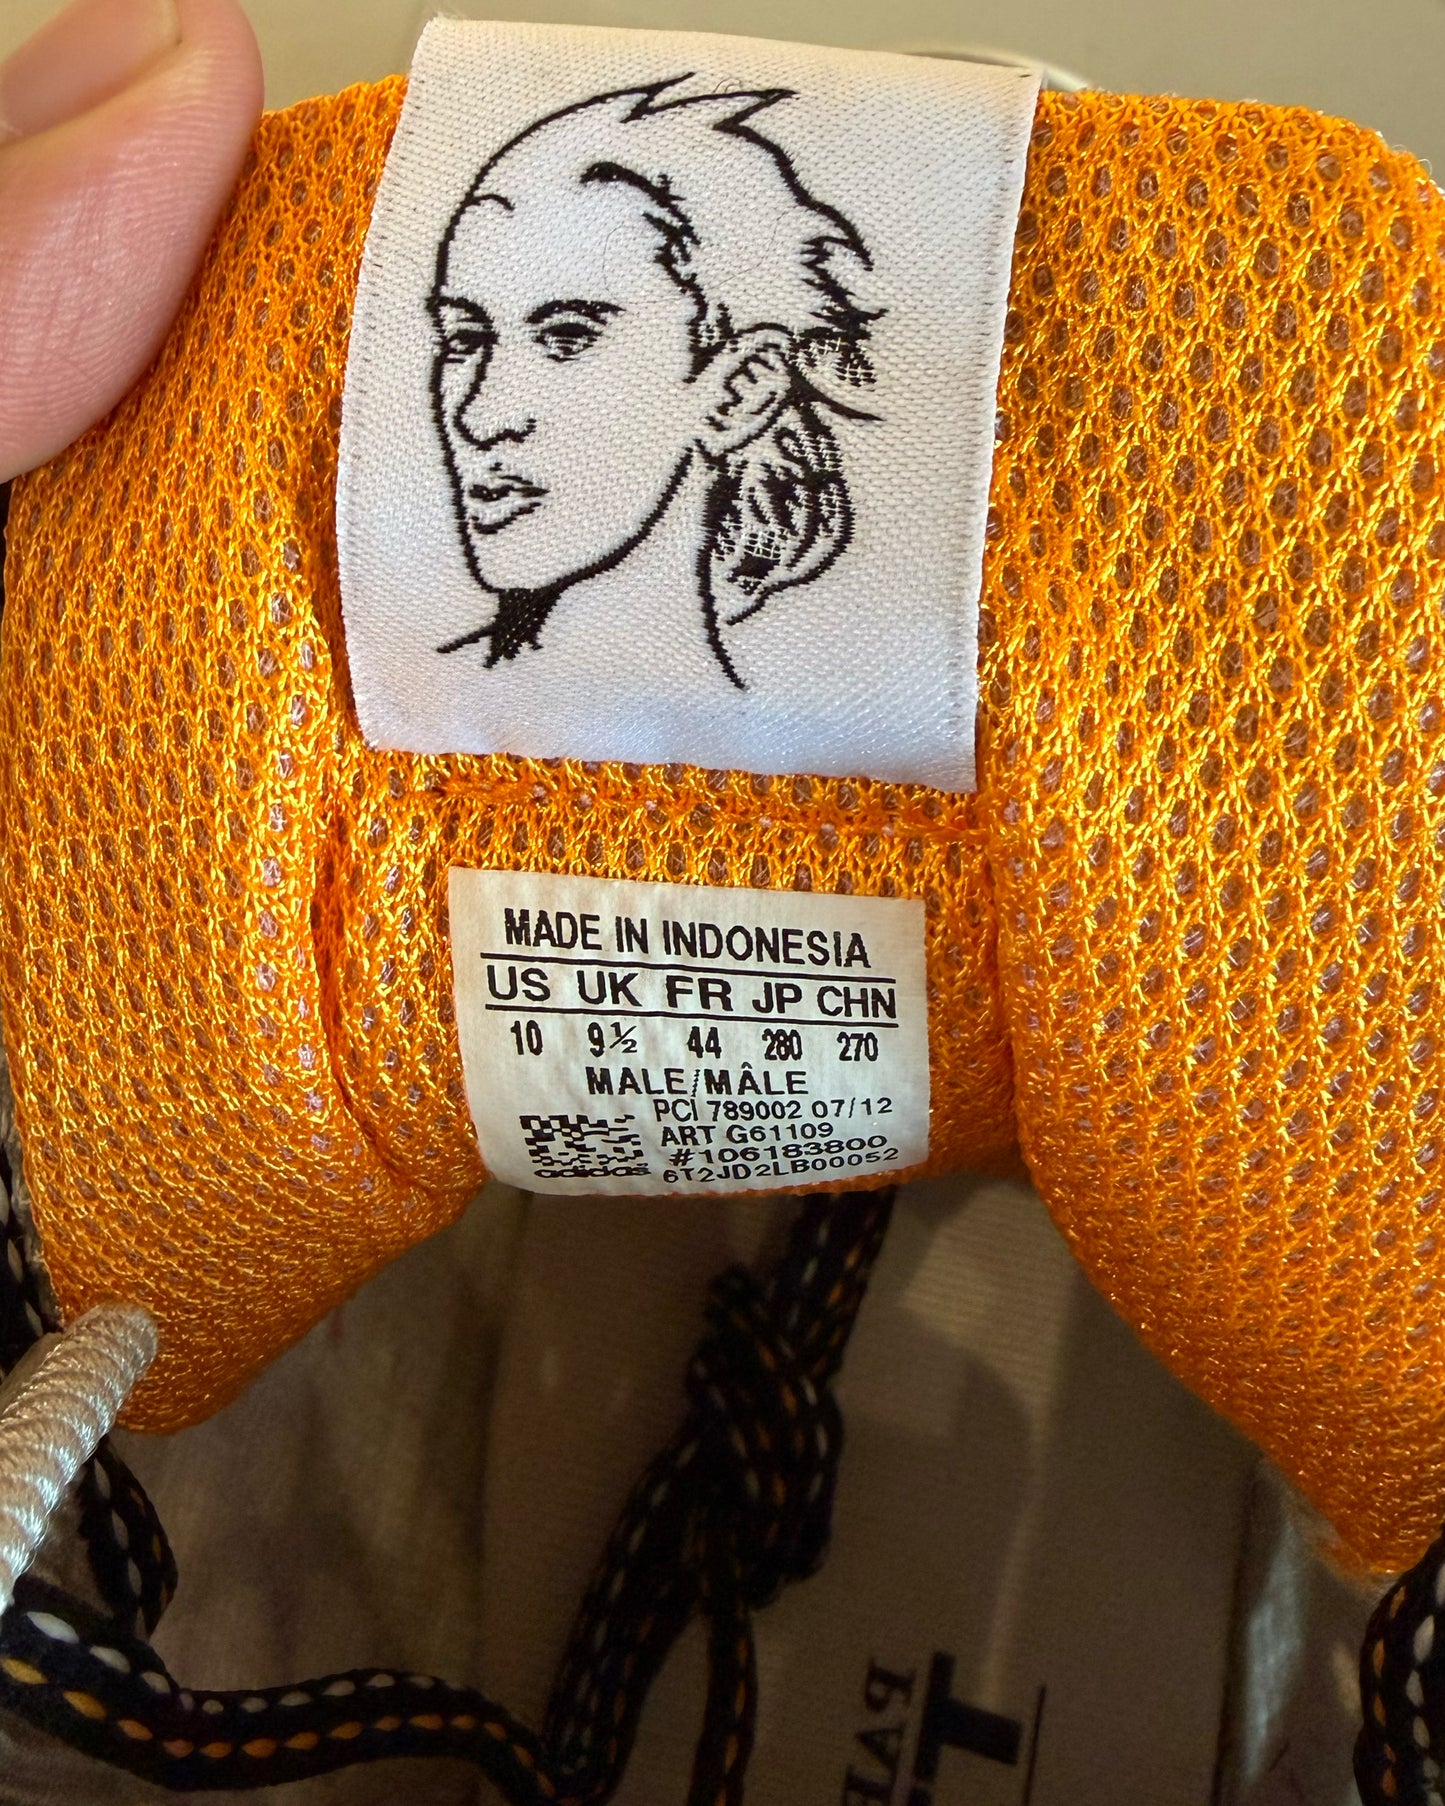 MADE IN INDONESIA
US UK FR JP CHN
10 9½ 44 280 270
MALE/MÂLE
PCI 789002 07/12
ART G61109
#106183800
adidas 6T2JD2LB00052
PAL